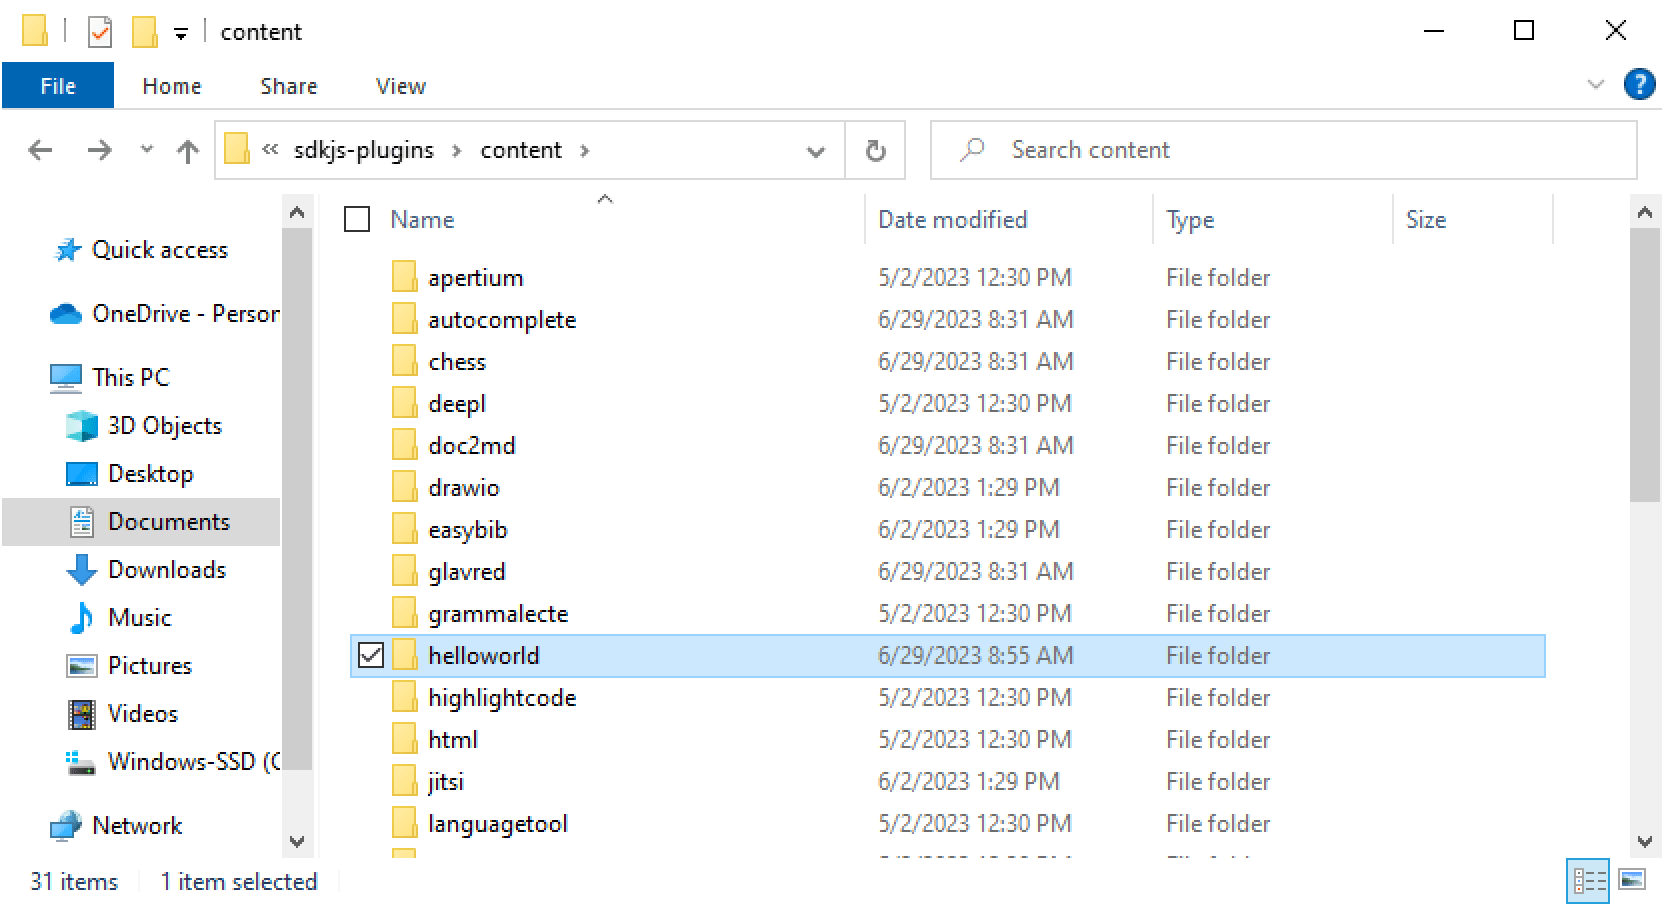 content
File Home Share View
sdkjs-plugins content Search content
Name Date modified Type Size
Quick access
OneDrive - Person
This PC
3D Objects
Desktop
Documents
Downloads
Music
Pictures
Videos
Windows-SSD (C
Network
apertium 5/2/2023 12:30 PM File folder
autocomplete 6/29/2023 8:31 AM File folder
chess 6/29/2023 8:31 AM File folder
deepl 5/2/2023 12:30 PM File folder
doc2md 6/29/2023 8:31 AM File folder
drawio 6/2/2023 1:29 PM File folder
easybib 6/2/2023 1:29 PM File folder
glavred 6/29/2023 8:31 AM File folder
grammalecte 5/2/2023 12:30 PM File folder
helloworld 6/29/2023 8:55 AM File folder
highlightcode 5/2/2023 12:30 PM File folder
html 5/2/2023 12:30 PM File folder
jitsi 6/2/2023 1:29 PM File folder
languagetool 5/2/2023 12:30 PM File folder
31 items 1 item selected